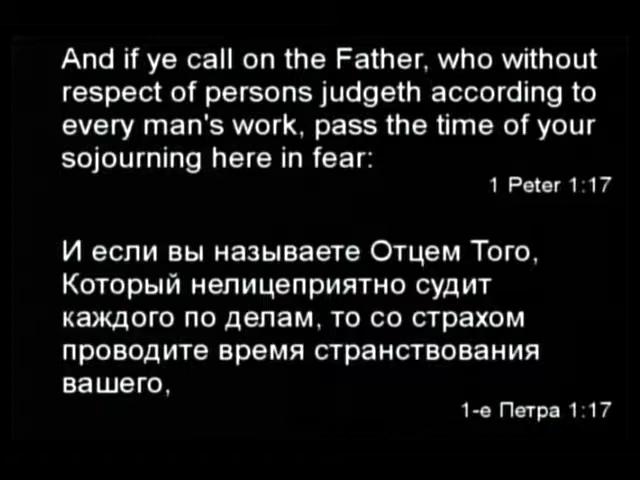 And if ye call on the Father, who without
respect of persons judgeth according to
every man's work, pass the time of your
sojourning here in fear:
1 Peter 1:17
И если вы называете Отцем Того,
Который нелицеприятно судит
каждого по делам, то со страхом
проводите время странствования
вашего,
1-е Петра 1:17